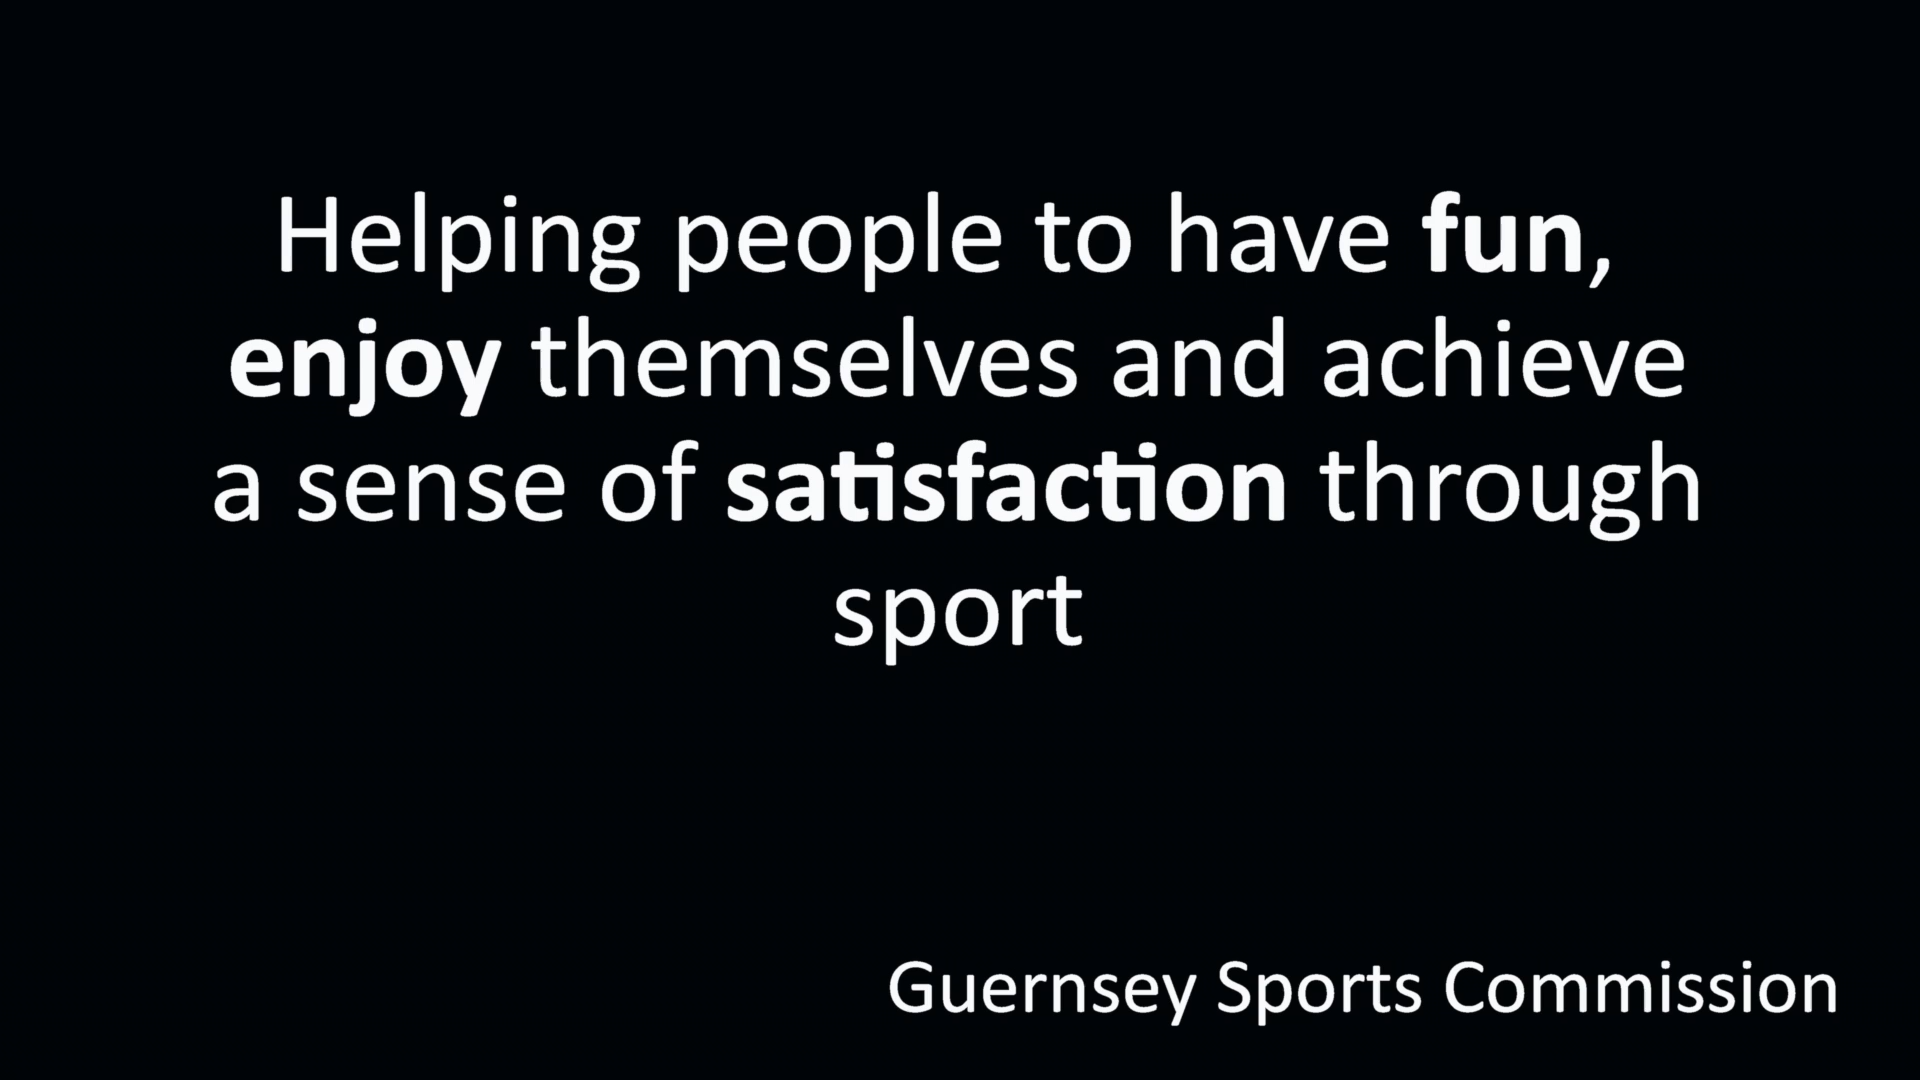 Helping people to have fun,
enjoy themselves and achieve
a sense of satisfaction through
sport
Guernsey Sports Commission